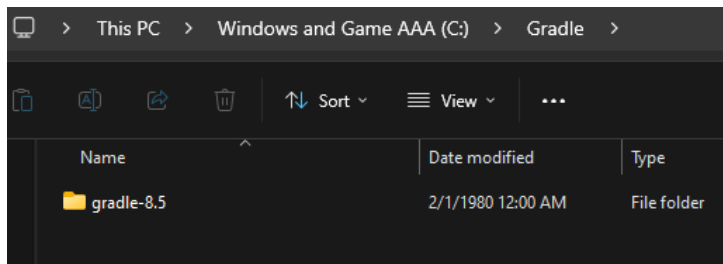 This PC > Windows and Game AAA (C:) > Gradle >
Sort View ...
Name Date modified Type
gradle-8.5 2/1/1980 12:00 AM File folder